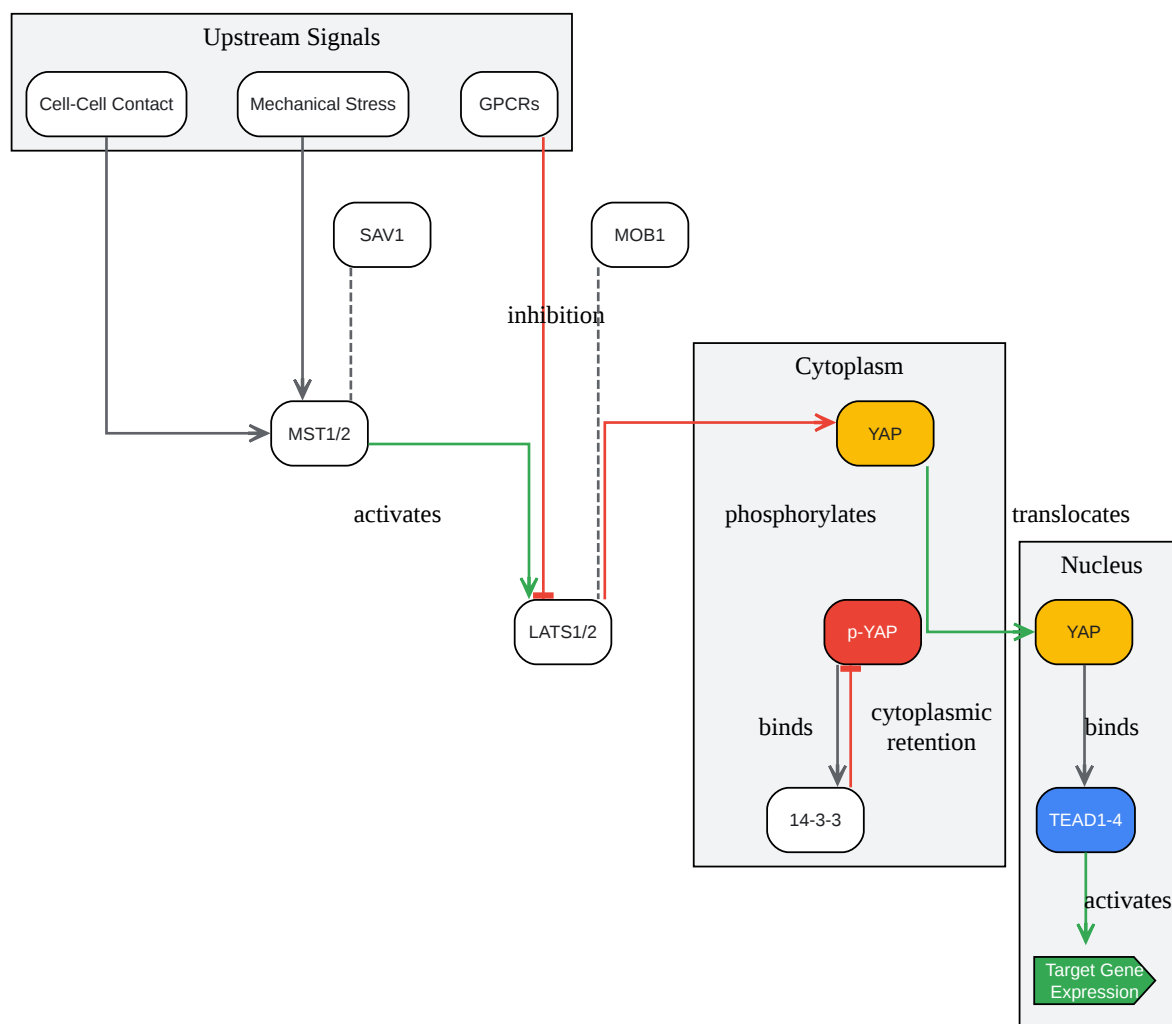 Upstream Signals
Cell-Cell Contact
Mechanical Stress
GPCRs
SAV1
MOB1
inhibition
Cytoplasm
MST1/2
YAP
activates
phosphorylates
translocates
Nucleus
LATS1/2
p-YAP
YAP
binds
cytoplasmic
retention
binds
14-3-3
TEAD1-4
activates
Target Gene
Expression